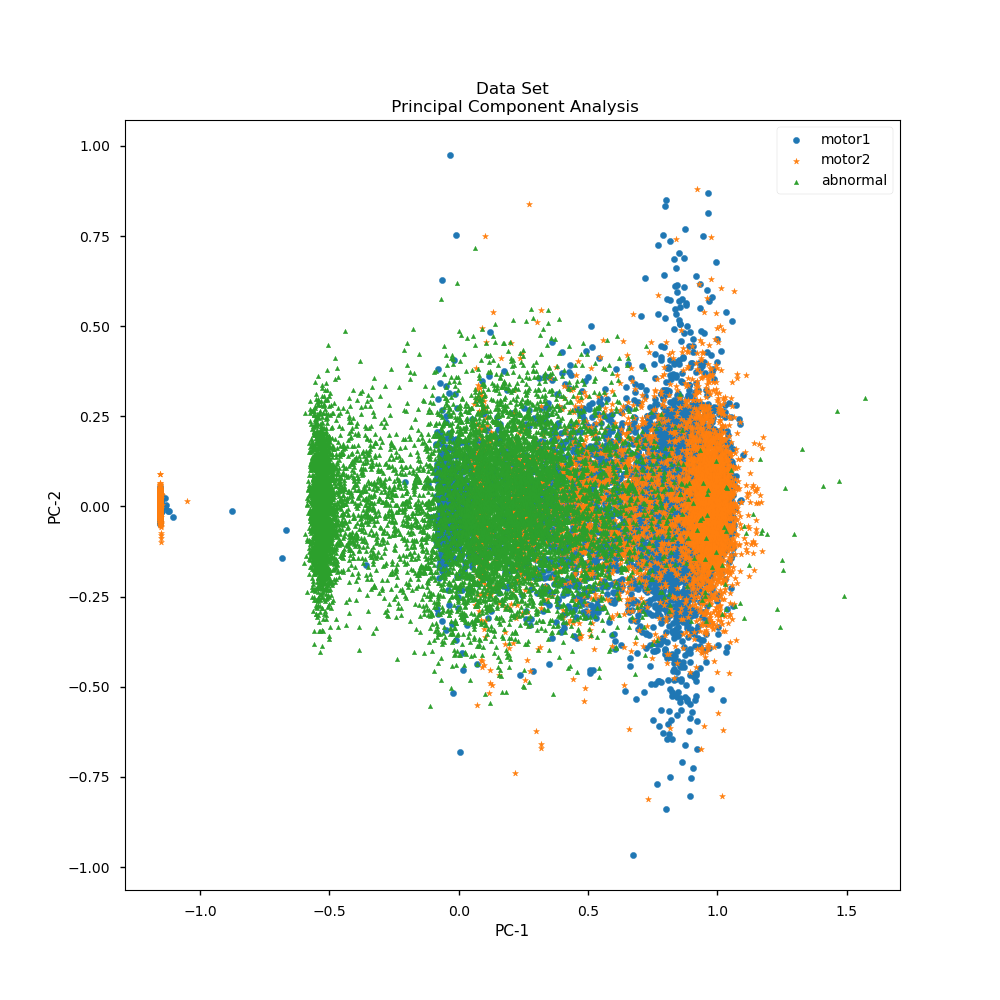 Data Set
Principal Component Analysis
motor1
motor2
abnormal
1.00
0.75
0.50
0.25
0.00
−0.25
−0.50
−0.75
−1.00
PC-2
−1.0
−0.5
0.0
0.5
1.0
1.5
PC-1